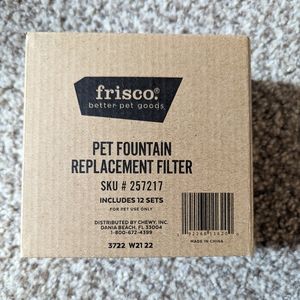 frisco.®
better pet goods
PET FOUNTAIN
REPLACEMENT FILTER
SKU # 257217
INCLUDES 12 SETS
FOR PET USE ONLY
DISTRIBUTED BY CHEWY, INC.
DANIA BEACH, FL 33004
1-800-672-4399
MADE IN CHINA
3722 W21 22